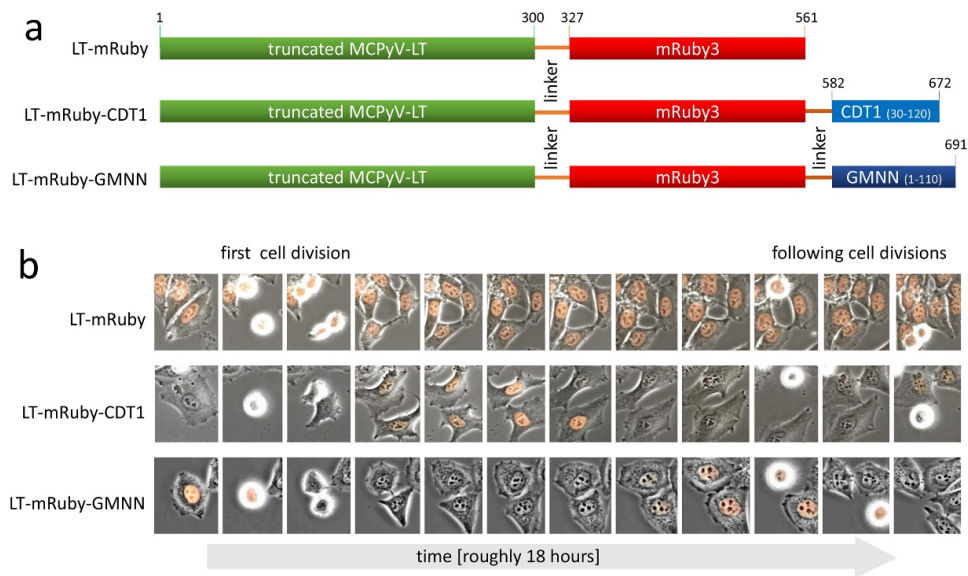 a
1 300 327 561
LT-mRuby truncated MCPyV-LT mRuby3
linker
582 672
LT-mRuby-CDT1 truncated MCPyV-LT mRuby3 CDT1 (30-120)
linker linker
691
LT-mRuby-GMNN truncated MCPyV-LT mRuby3 GMNN (1-110)
b
first cell division following cell divisions
LT-mRuby
LT-mRuby-CDT1
LT-mRuby-GMNN
time [roughly 18 hours]